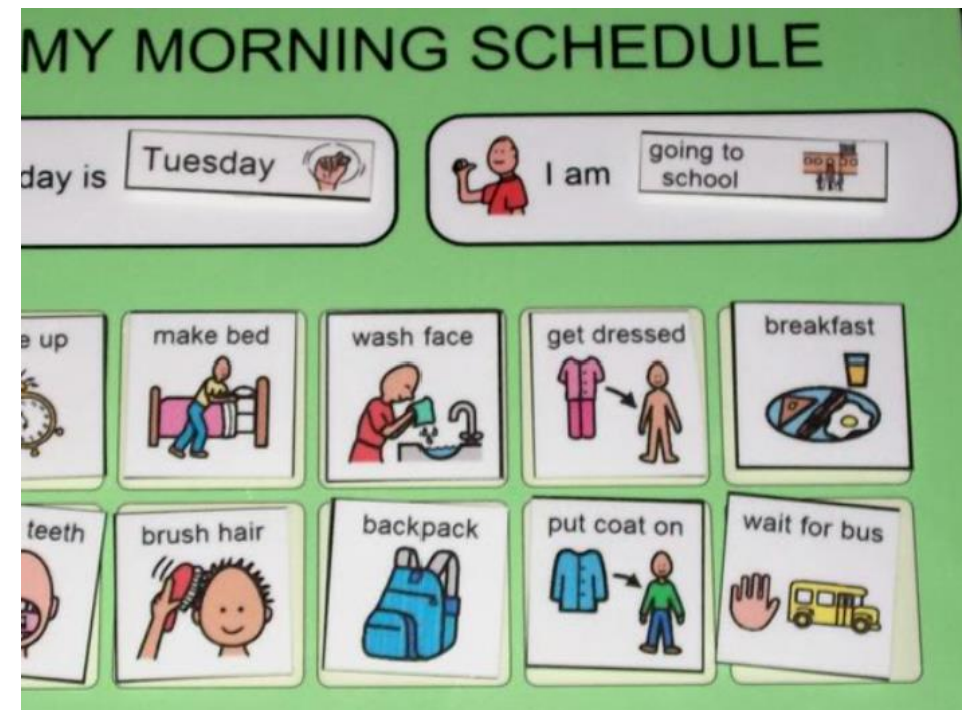 MY MORNING SCHEDULE
day is Tuesday
I am going to
school
e up
make bed
wash face
get dressed
breakfast
teeth
brush hair
backpack
put coat on
wait for bus